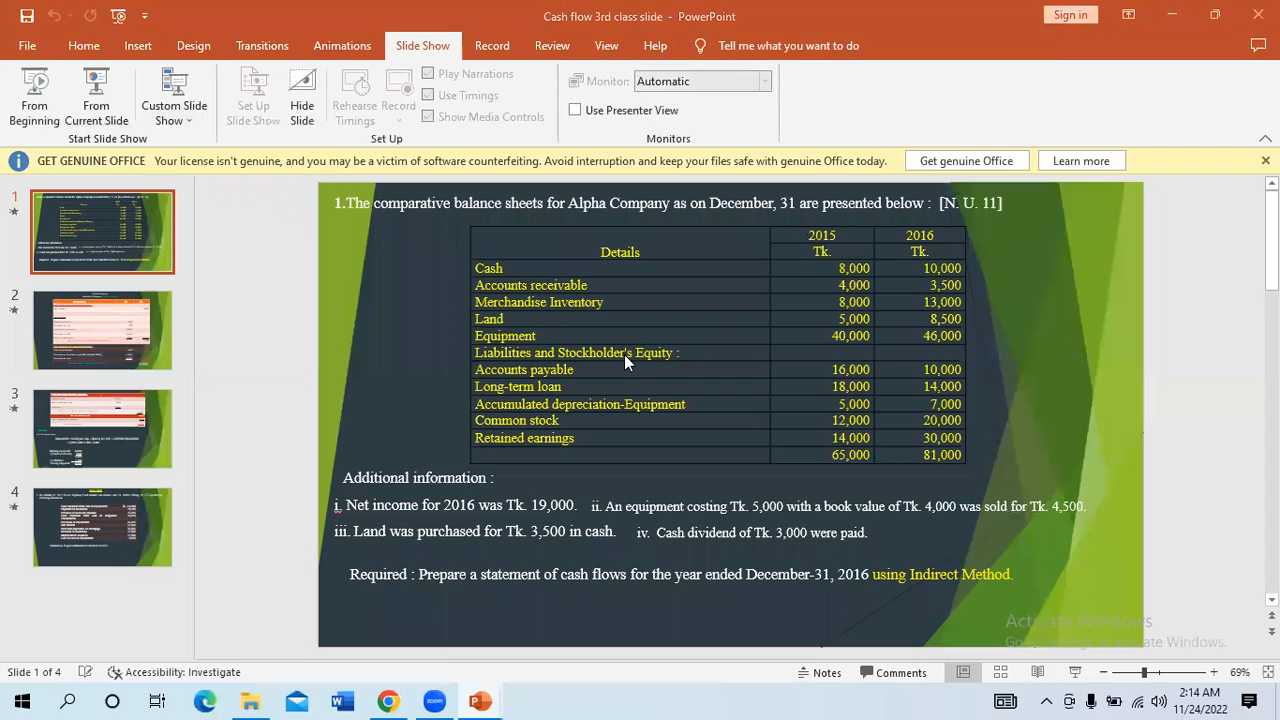 Cash flow 3rd class slide - PowerPoint
Sign in
File Home Insert Design Transitions Animations Slide Show Record Review View Help Tell me what you want to do
From Beginning
From Current Slide
Custom Slide Show
Set Up Slide Show
Hide Slide
Rehearse Timings
Record
Play Narrations
Use Timings
Show Media Controls
Monitor: Automatic
Use Presenter View
Start Slide Show
Set Up
Monitors
GET GENUINE OFFICE Your license isn't genuine, and you may be a victim of software counterfeiting. Avoid interruption and keep your files safe with genuine Office today. Get genuine Office Learn more
1
2
3
4
1.The comparative balance sheets for Alpha Company as on December, 31 are presented below : [N. U. 11]
Details 2015 Tk. 2016 Tk.
Cash 8,000 10,000
Accounts receivable 4,000 3,500
Merchandise Inventory 8,000 13,000
Land 5,000 8,500
Equipment 40,000 46,000
Liabilities and Stockholder's Equity :
Accounts payable 16,000 10,000
Long-term loan 18,000 14,000
Accumulated depreciation-Equipment 5,000 000
Common stock 12,000 20,000
Retained earnings 14,000 30,000
65,000 81,000
Additional information :
i. Net income for 2016 was Tk. 19,000. ii. An equipment costing Tk. with book value of Tk. 4,000 was sold for Tk. 4,500.
iii. Land was purchased for Tk. 3,500 in cash. iv. Cash dividend of Tk. were paid.
Required : Prepare a statement of cash flows for the year ended December-31, 2016 using Indirect Method.
Activate Windows
Go to Settings to activate Windows.
Slide 1 of 4 Accessibility: Investigate Notes Comments 69%
2:14 AM
11/24/2022